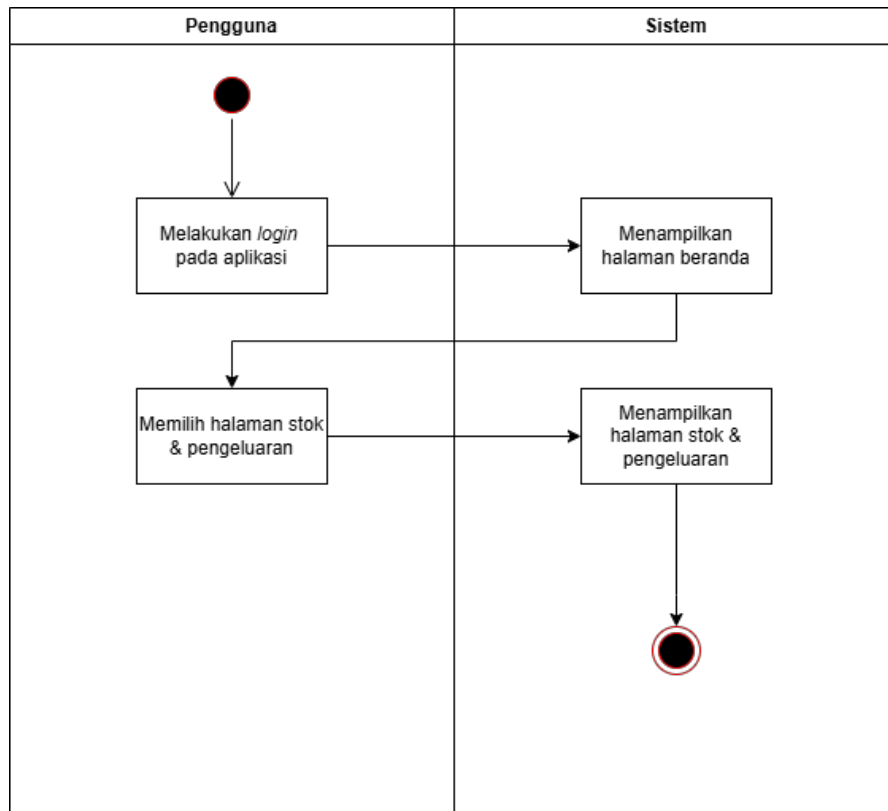 Pengguna
Sistem
Melakukan login
pada aplikasi
Menampilkan
halaman beranda
Memilih halaman stok
& pengeluaran
Menampilkan
halaman stok &
pengeluaran